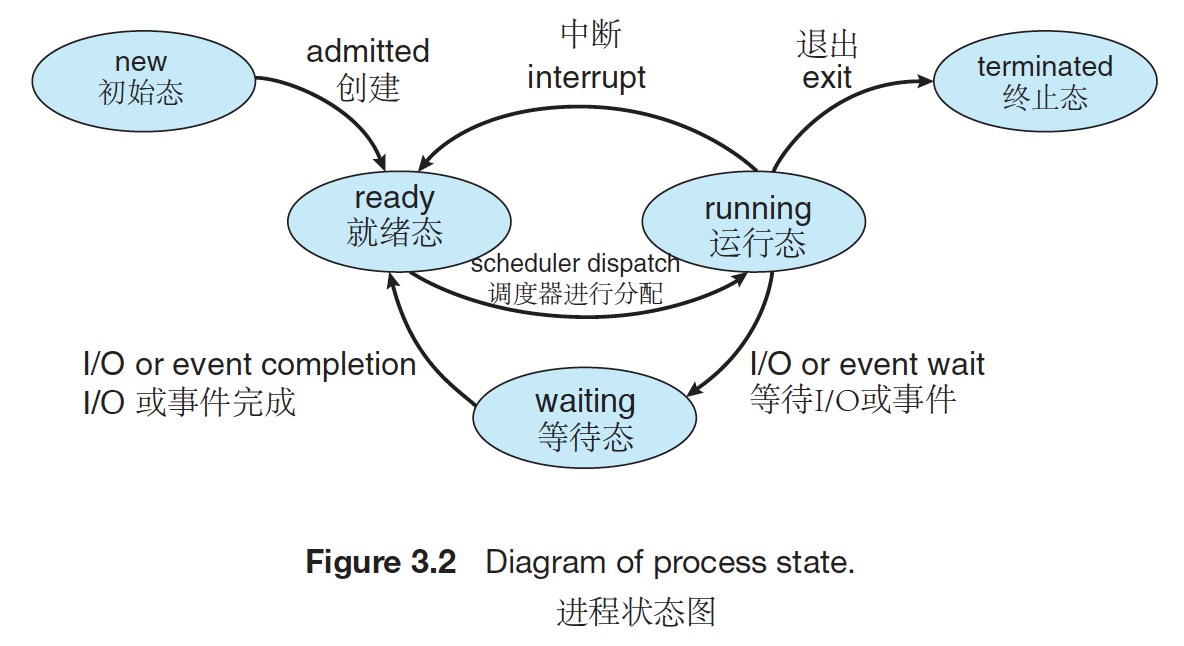 new
初始态
admitted
创建
中断
interrupt
退出
exit
terminated
终止态
ready
就绪态
running
运行态
scheduler dispatch
调度器进行分配
I/O or event completion
I/O 或事件完成
waiting
等待态
I/O or event wait
等待I/O或事件
Figure 3.2 Diagram of process state.
进程状态图